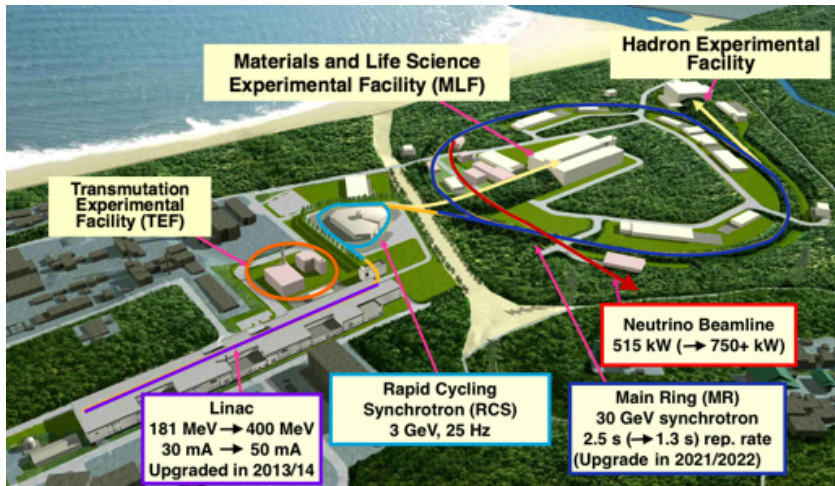 Materials and Life Science
Experimental Facility (MLF)
Hadron Experimental
Facility
Transmutation
Experimental
Facility (TEF)
Neutrino Beamline
515 kW (→ 750+ kW)
Linac
181 MeV → 400 MeV
30 mA → 50 mA
Upgraded in 2013/14
Rapid Cycling
Synchrotron (RCS)
3 GeV, 25 Hz
Main Ring (MR)
30 GeV synchrotron
2.5 s (→1.3 s) rep. rate
(Upgrade in 2021/2022)